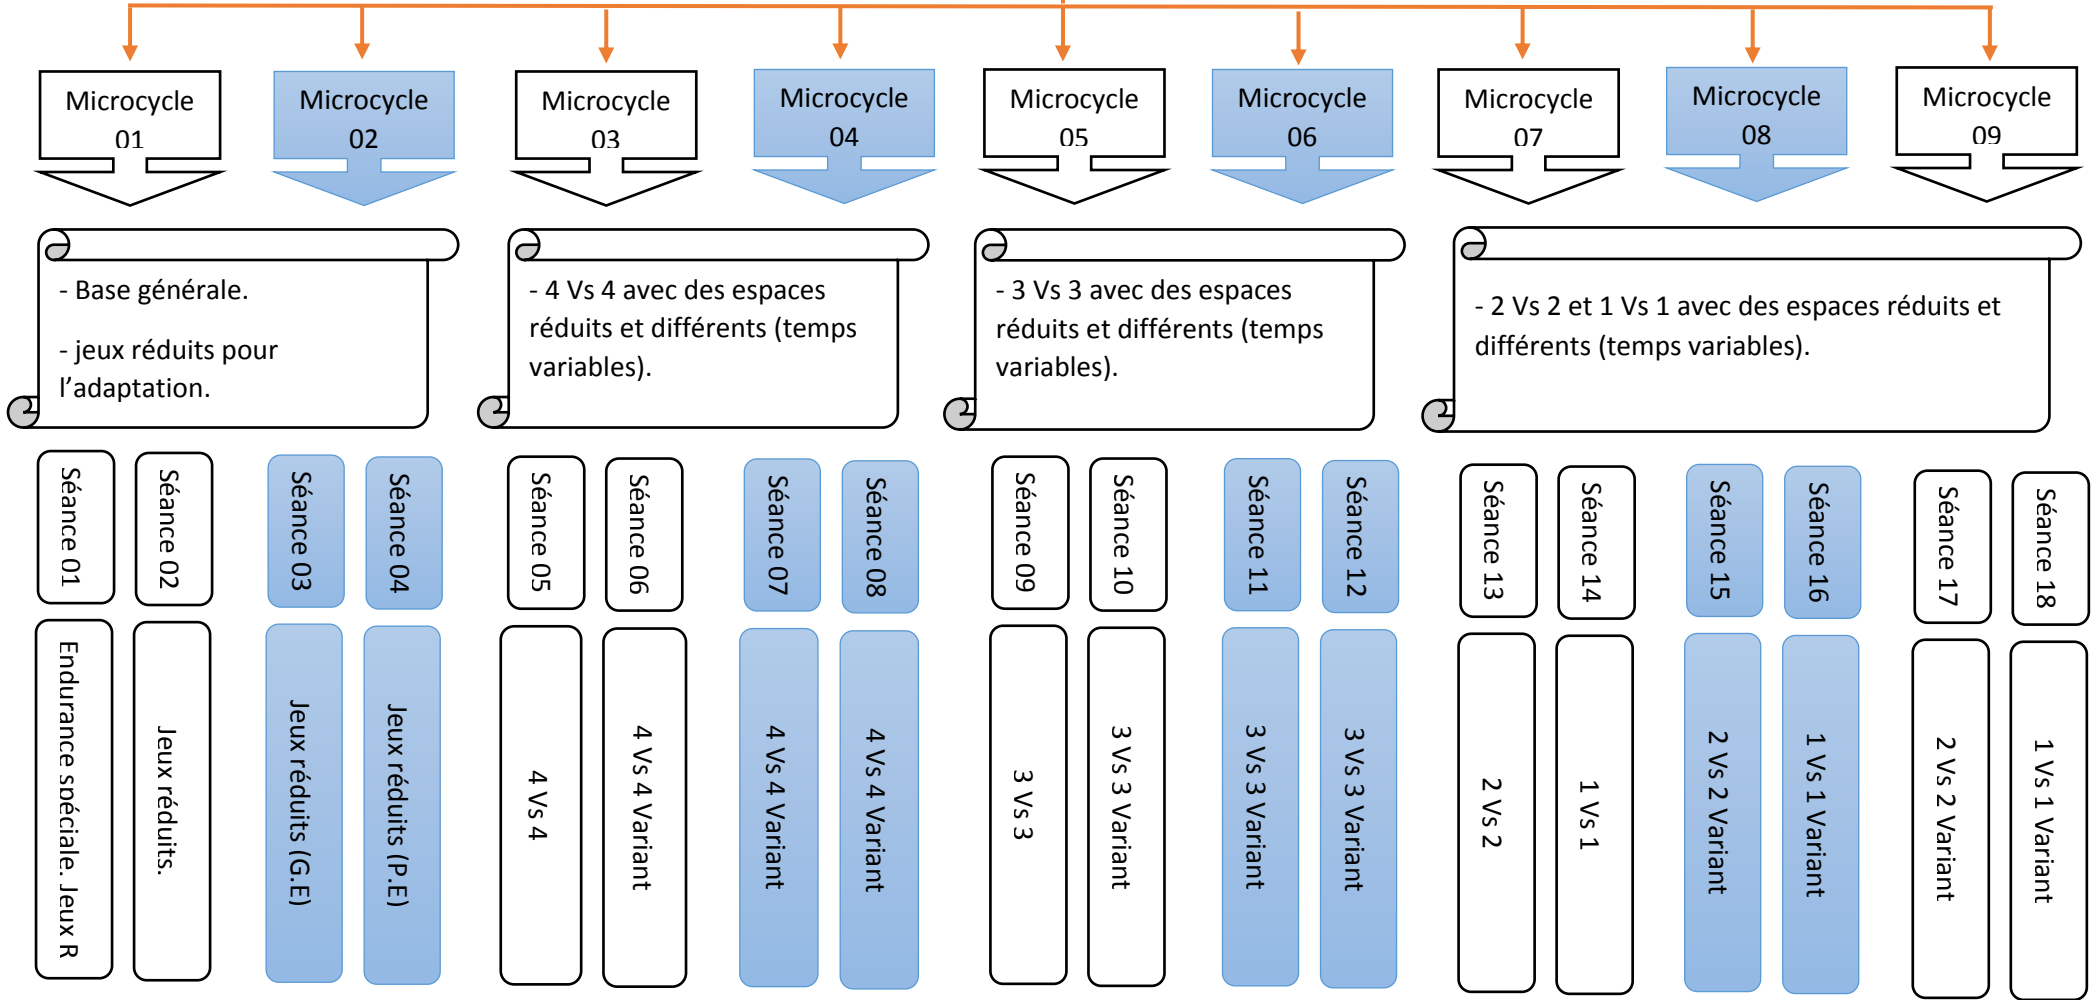 Microcycle
01
Microcycle
02
Microcycle
03
Microcycle
04
Microcycle
05
Microcycle
06
Microcycle
07
Microcycle
08
Microcycle
09
- Base générale.
- jeux réduits pour
l’adaptation.
- 4 Vs 4 avec des espaces
réduits et différents (temps
variables).
- 3 Vs 3 avec des espaces
réduits et différents (temps
variables).
- 2 Vs 2 et 1 Vs 1 avec des espaces réduits et
différents (temps variables).
Séance 01
Séance 02
Séance 03
Séance 04
Séance 05
Séance 06
Séance 07
Séance 08
Séance 09
Séance 10
Séance 11
Séance 12
Séance 13
Séance 14
Séance 15
Séance 16
Séance 17
Séance 18
Endurance spéciale. Jeux R
Jeux réduits.
Jeux réduits (G.E)
Jeux réduits (P.E)
4 Vs 4
4 Vs 4 Variant
4 Vs 4 Variant
4 Vs 4 Variant
3 Vs 3
3 Vs 3 Variant
3 Vs 3 Variant
3 Vs 3 Variant
2 Vs 2
1 Vs 1
2 Vs 2 Variant
1 Vs 1 Variant
2 Vs 2 Variant
1 Vs 1 Variant